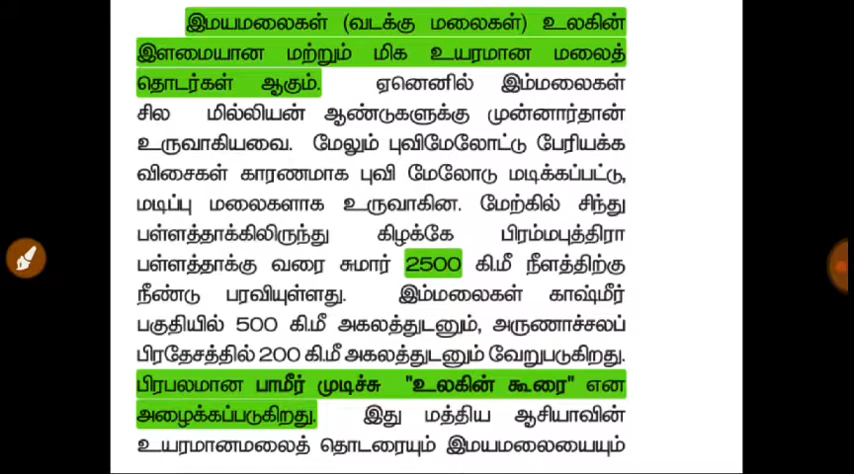 இமயமலைகள் (வடக்கு மலைகள்) உலகின்
இளமையான மற்றும் மிக உயரமான மலைத்
தொடர்கள் ஆகும். ஏனெனில் இம்மலைகள்
சில மில்லியன் ஆண்டுகளுக்கு முன்னார்தான்
உருவாகியவை. மேலும் புவிமேலோட்டு பேரியக்க
விசைகள் காரணமாக புவி மேலோடு மடிக்கப்பட்டு,
மடிப்பு மலைகளாக உருவாகின. மேற்கில் சிந்து
பள்ளத்தாக்கிலிருந்து கிழக்கே பிரம்மபுத்திரா
பள்ளத்தாக்கு வரை சுமார் 2500 கி.மீ நீளத்திற்கு
நீண்டு பரவியுள்ளது. இம்மலைகள் காஷ்மீர்
பகுதியில் 500 கி.மீ அகலத்துடனும், அருணாச்சலப்
பிரதேசத்தில் 200 கி.மீ அகலத்துடனும் வேறுபடுகிறது.
பிரபலமான பாமீர் முடிச்சு "உலகின் கூரை" என
அழைக்கப்படுகிறது. இது மத்திய ஆசியாவின்
உயரமானமலைத் தொடரையும் இமயமலையையும்